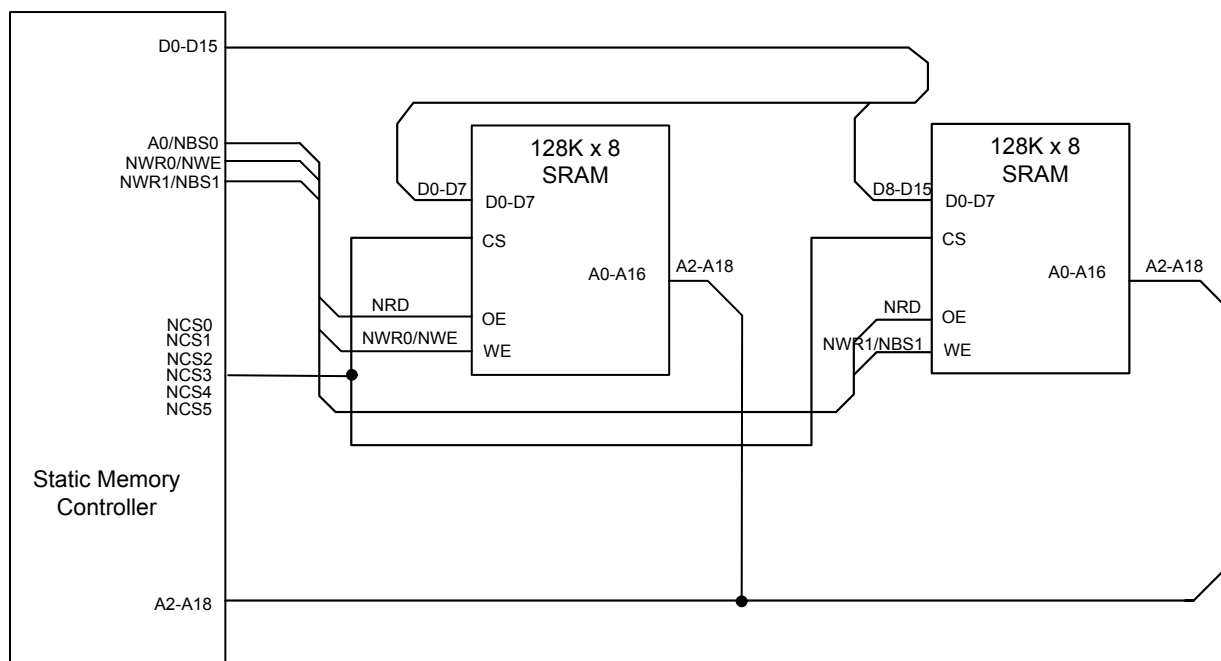 D0-D15
A0/NBS0
NWR0/NWE
NWR1/NBS1
NCS0
NCS1
NCS2
NCS3
NCS4
NCS5
Static Memory
Controller
A2-A18
128K x 8
SRAM
D0-D7
D0-D7
CS
A0-A16
A2-A18
NRD
OE
NWR0/NWE
WE
128K x 8
SRAM
D8-D15
D0-D7
CS
A0-A16
A2-A18
NRD
OE
NWR1/NBS1
WE